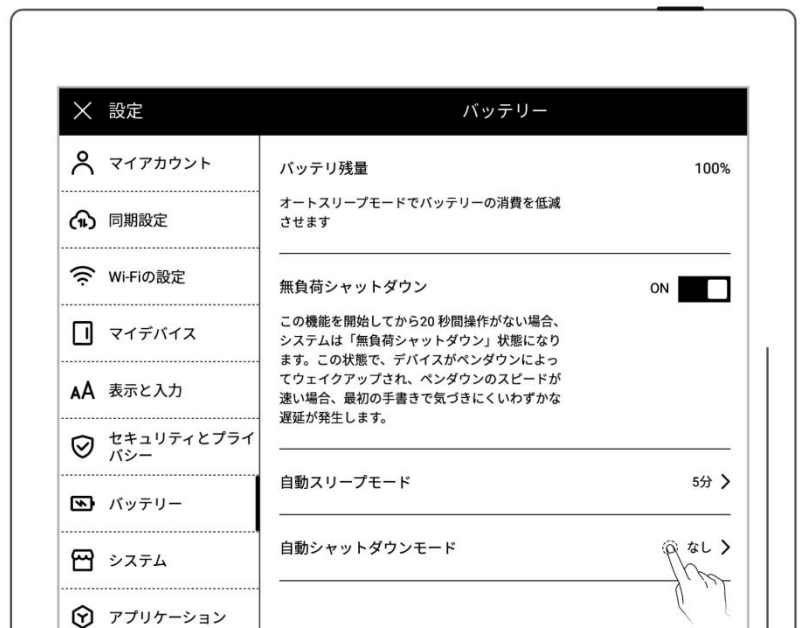 設定
バッテリー
マイアカウント
同期設定
Wi-Fiの設定
マイデバイス
表示と入力
セキュリティとプライ
バシー
バッテリー
システム
アプリケーション
バッテリ残量 100%
オートスリープモードでバッテリーの消費を低減
させます
無負荷シャットダウン ON
この機能を開始してから20 秒間操作がない場合、
システムは「無負荷シャットダウン」状態になり
ます。この状態で、デバイスがペンダウンによっ
てウェイクアップされ、ペンダウンのスピードが
速い場合、最初の手書きで気づきにくいわずかな
遅延が発生します。
自動スリープモード 5分
自動シャットダウンモード なし